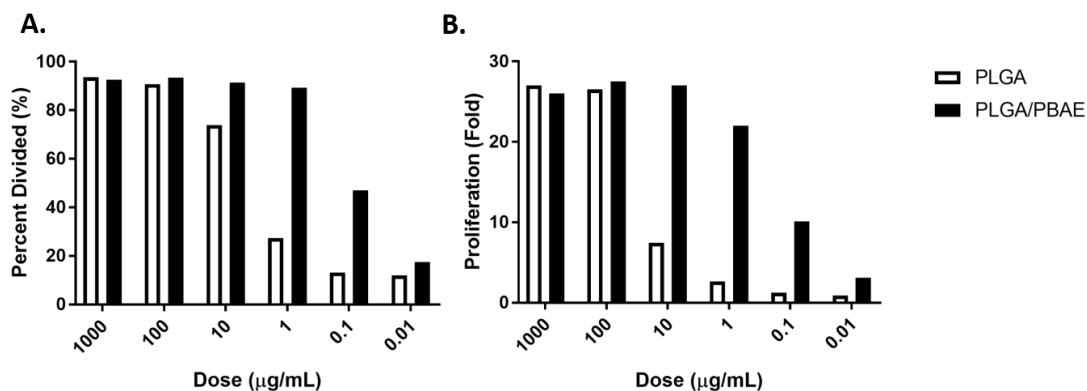 A.
Percent Divided (%)
100
80
60
40
20
0
1000
100
10
1
0.1
0.01
Dose (μg/mL)
B.
Proliferation (Fold)
30
20
10
0
1000
100
10
1
0.1
0.01
Dose (μg/mL)
PLGA
PLGA/PBAE